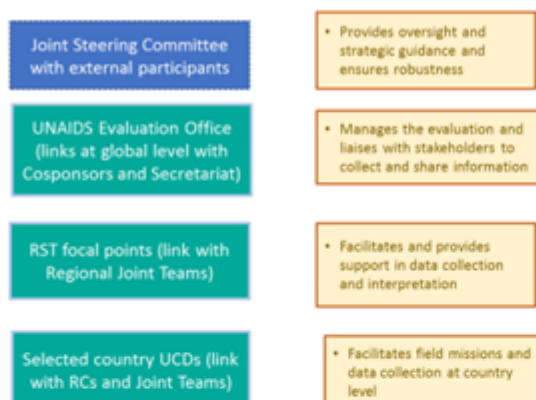 Joint Steering Committee
with external participants
• Provides oversight and
strategic guidance and
ensures robustness
UNAIDS Evaluation Office
(links at global level with
Cosponsors and Secretariat)
• Manages the evaluation and
liaises with stakeholders to
collect and share information
RST focal points (link with
Regional Joint Teams)
• Facilitates and provides
support in data collection
and interpretation
Selected country UCDs (link
with RCs and Joint Teams)
• Facilitates field missions and
data collection at country
level